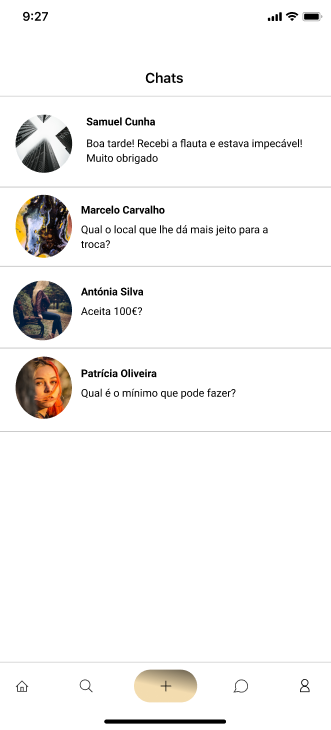 9:27
Chats
Samuel Cunha
Boa tarde! Recebi a flauta e estava impecável!
Muito obrigado
Marcelo Carvalho
Qual o local que lhe dá mais jeito para a
troca?
Antónia Silva
Aceita 100€?
Patrícia Oliveira
Qual é o mínimo que pode fazer?